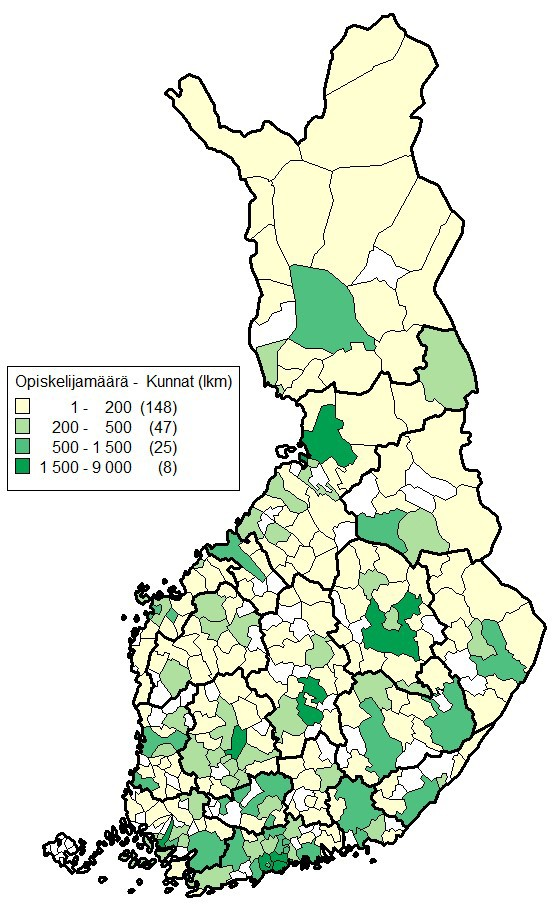 Opiskelijamäärä - Kunnat (lkm)
1 - 200 (148)
200 - 500 (47)
500 - 1 500 (25)
1 500 - 9 000 (8)